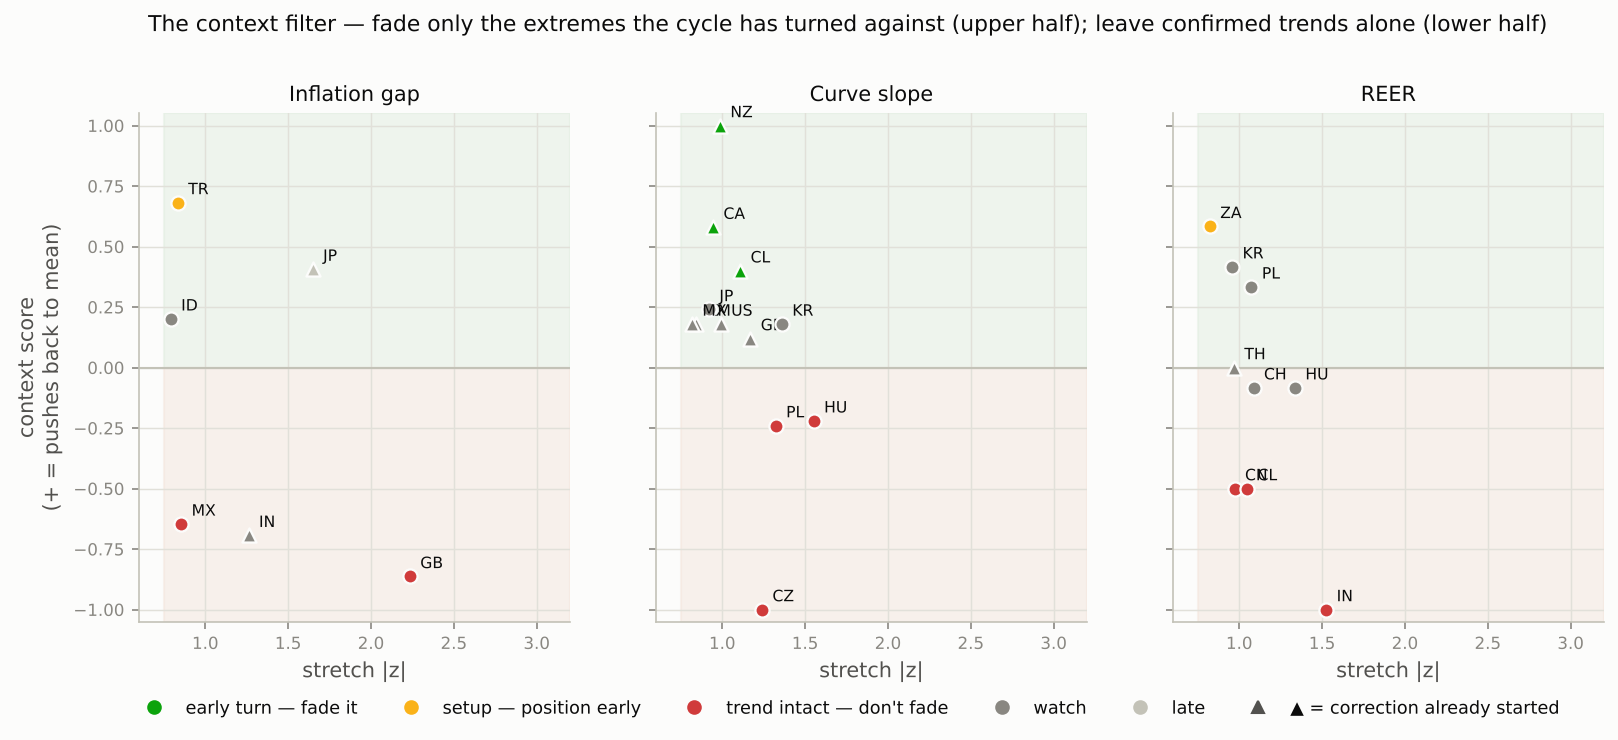 The context filter — fade only the extremes the cycle has turned against (upper half); leave confirmed trends alone (lower half)
Inflation gap
Curve slope
REER
context score
(+ = pushes back to mean)
1.00
0.75
0.50
0.25
0.00
−0.25
−0.50
−0.75
−1.00
TR
JP
ID
MX
IN
GB
NZ
CA
CL
JP
MX
US
KR
PL
HU
CZ
ZA
KR
PL
TH
CH
HU
CL
IN
1.0 1.5 2.0 2.5 3.0
1.0 1.5 2.0 2.5 3.0
1.0 1.5 2.0 2.5 3.0
stretch |z|
stretch |z|
stretch |z|
early turn — fade it
setup — position early
trend intact — don't fade
watch
late
▲ = correction already started